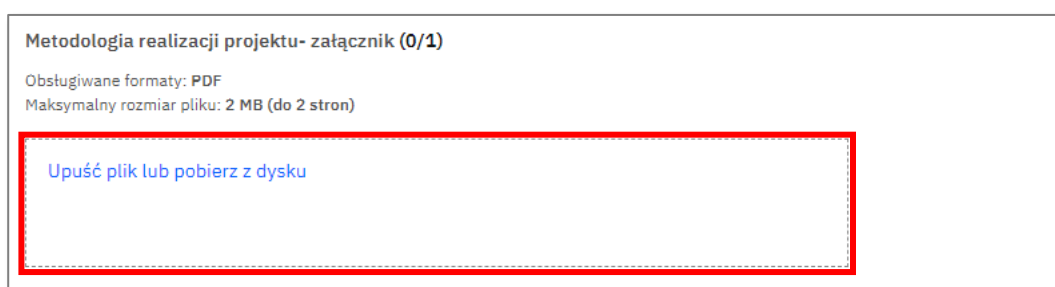 Metodologia realizacji projektu- załącznik (0/1)
Obsługiwane formaty: PDF
Maksymalny rozmiar pliku: 2 MB (do 2 stron)
Upuść plik lub pobierz z dysku